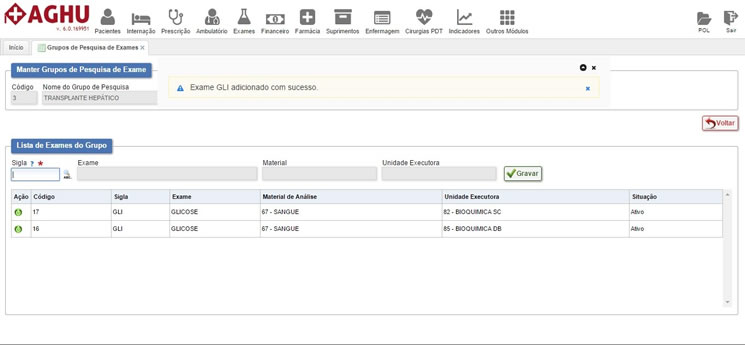 AGHU
v. 6.0.169951
Pacientes Internação Prescrição Ambulatório Exames Financeiro Farmácia Suprimentos Enfermagem Cirurgias PDT Indicadores Outros Módulos POL Sair
Início Grupos de Pesquisa de Exames
Manter Grupos de Pesquisa de Exame
Exame GLI adicionado com sucesso.
Código Nome do Grupo de Pesquisa
3 TRANSPLANTE HEPÁTICO
Voltar
Lista de Exames do Grupo
Sigla ? * Exame Material Unidade Executora
Gravar
Ação Código Sigla Exame Material de Análise Unidade Executora Situação
17 GLI GLICOSE 67 - SANGUE 82 - BIOQUIMICA SC Ativo
16 GLI GLICOSE 67 - SANGUE 85 - BIOQUIMICA DB Ativo